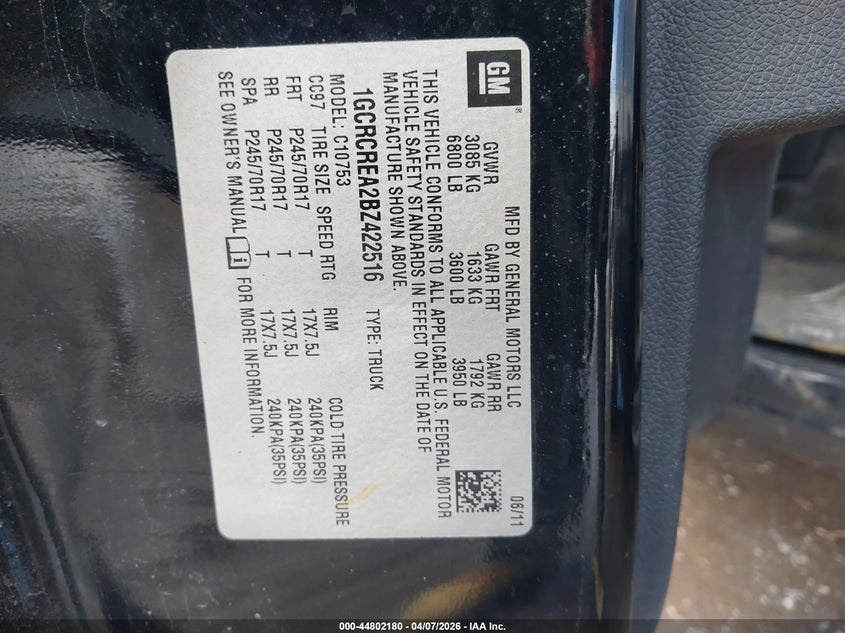 GM
MFD BY GENERAL MOTORS LLC 06/11
GVWR GAWR FRT GAWR RR
3085 KG 1633 KG 1792 KG
6800 LB 3600 LB 3950 LB
THIS VEHICLE CONFORMS TO ALL APPLICABLE U.S. FEDERAL MOTOR
VEHICLE SAFETY STANDARDS IN EFFECT ON THE DATE OF
MANUFACTURE SHOWN ABOVE.
1GCRCREA2BZ422516 TYPE: TRUCK
MODEL: C10753
CC97 TIRE SIZE SPEED RTG RIM COLD TIRE PRESSURE
FRT P245/70R17 T 17X7.5J 240KPA(35PSI)
RR P245/70R17 T 17X7.5J 240KPA(35PSI)
SPA P245/70R17 T 17X7.5J 240KPA(35PSI)
SEE OWNER'S MANUAL FOR MORE INFORMATION.
000-44802180 - 04/07/2026 - IAA Inc.